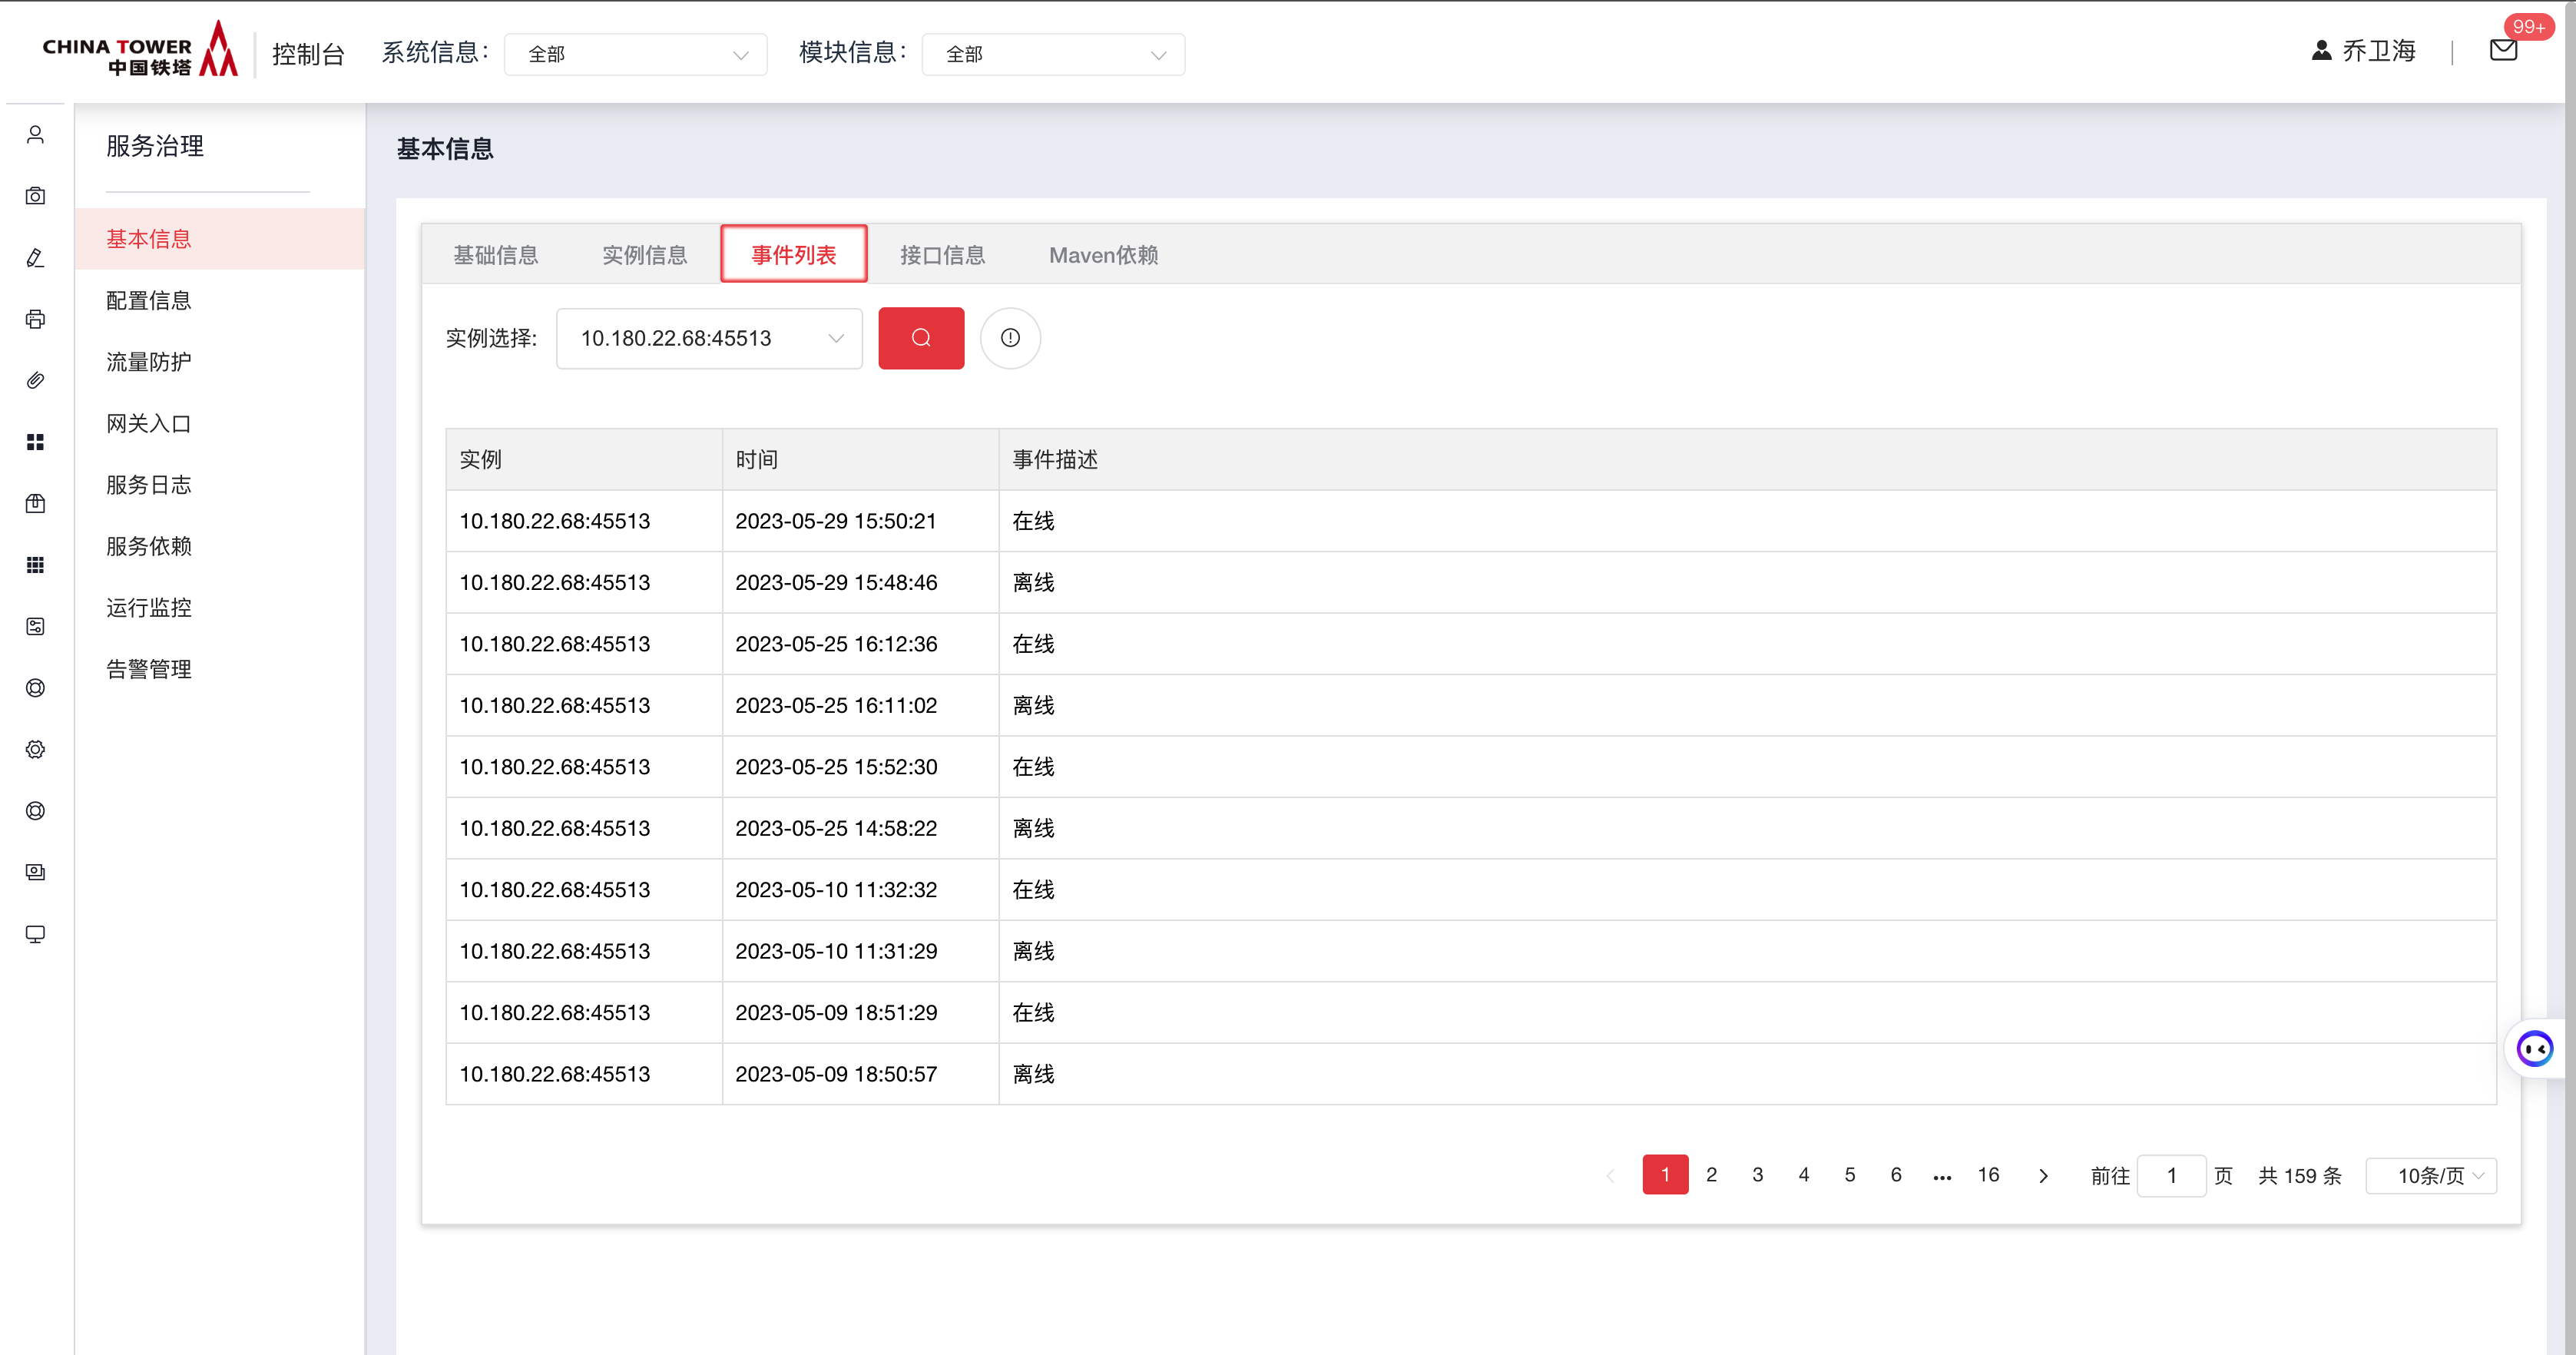 CHINA TOWER
中国铁塔
控制台 系统信息: 全部 模块信息: 全部 乔卫海 99+
服务治理
基本信息
配置信息
流量防护
网关入口
服务日志
服务依赖
运行监控
告警管理
基本信息
基础信息 实例信息 事件列表 接口信息 Maven依赖
实例选择: 10.180.22.68:45513
实例 时间 事件描述
10.180.22.68:45513 2023-05-29 15:50:21 在线
10.180.22.68:45513 2023-05-29 15:48:46 离线
10.180.22.68:45513 2023-05-25 16:12:36 在线
10.180.22.68:45513 2023-05-25 16:11:02 离线
10.180.22.68:45513 2023-05-25 15:52:30 在线
10.180.22.68:45513 2023-05-25 14:58:22 离线
10.180.22.68:45513 2023-05-10 11:32:32 在线
10.180.22.68:45513 2023-05-10 11:31:29 离线
10.180.22.68:45513 2023-05-09 18:51:29 在线
10.180.22.68:45513 2023-05-09 18:50:57 离线
1 2 3 4 5 6 ... 16 前往 1 页 共 159 条 10条/页